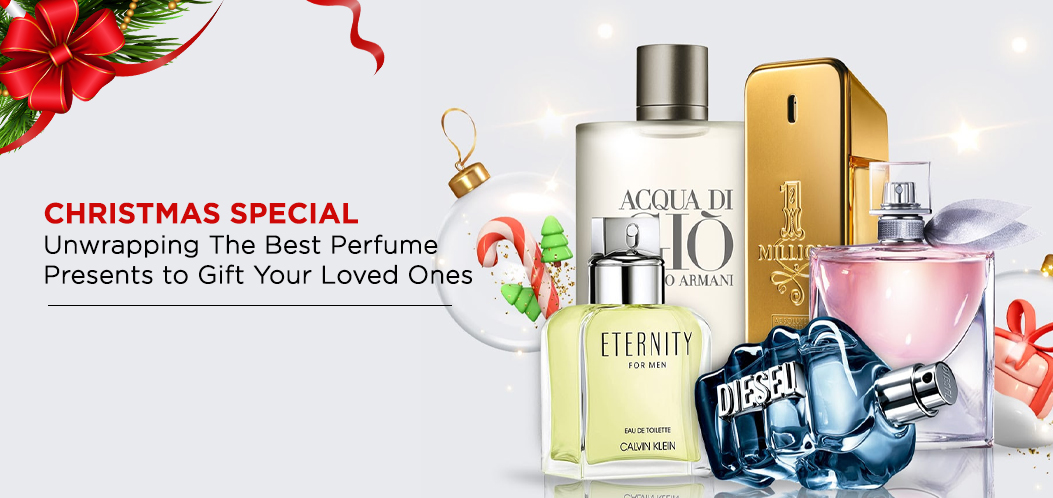 CHRISTMAS SPECIAL
Unwrapping The Best Perfume
Presents to Gift Your Loved Ones
ACQUA DI
GIÒ
ARMANI
1
MILLION
ETERNITY
FOR MEN
EAU DE TOILETTE
CALVIN KLEIN
DIESEL